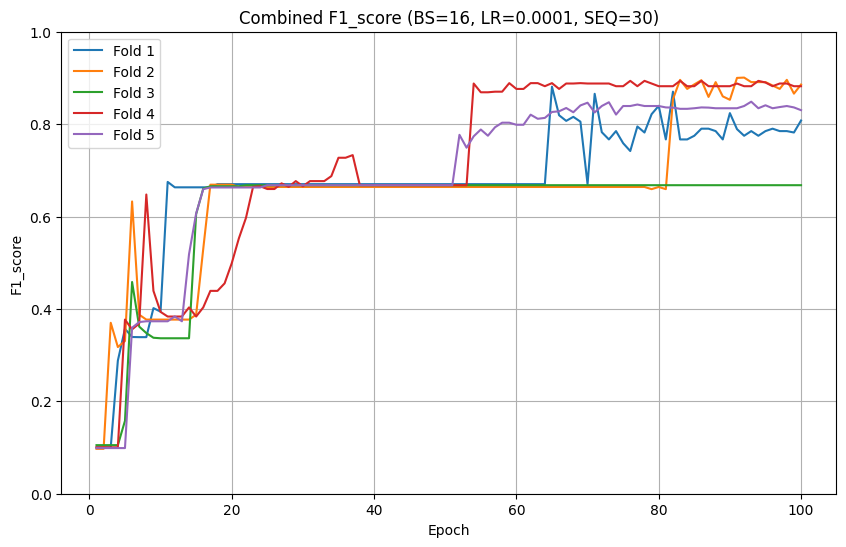 Combined F1_score (BS=16, LR=0.0001, SEQ=30)
Fold 1
Fold 2
Fold 3
Fold 4
Fold 5
F1_score
1.0
0.8
0.6
0.4
0.2
0.0
0 20 40 60 80 100
Epoch